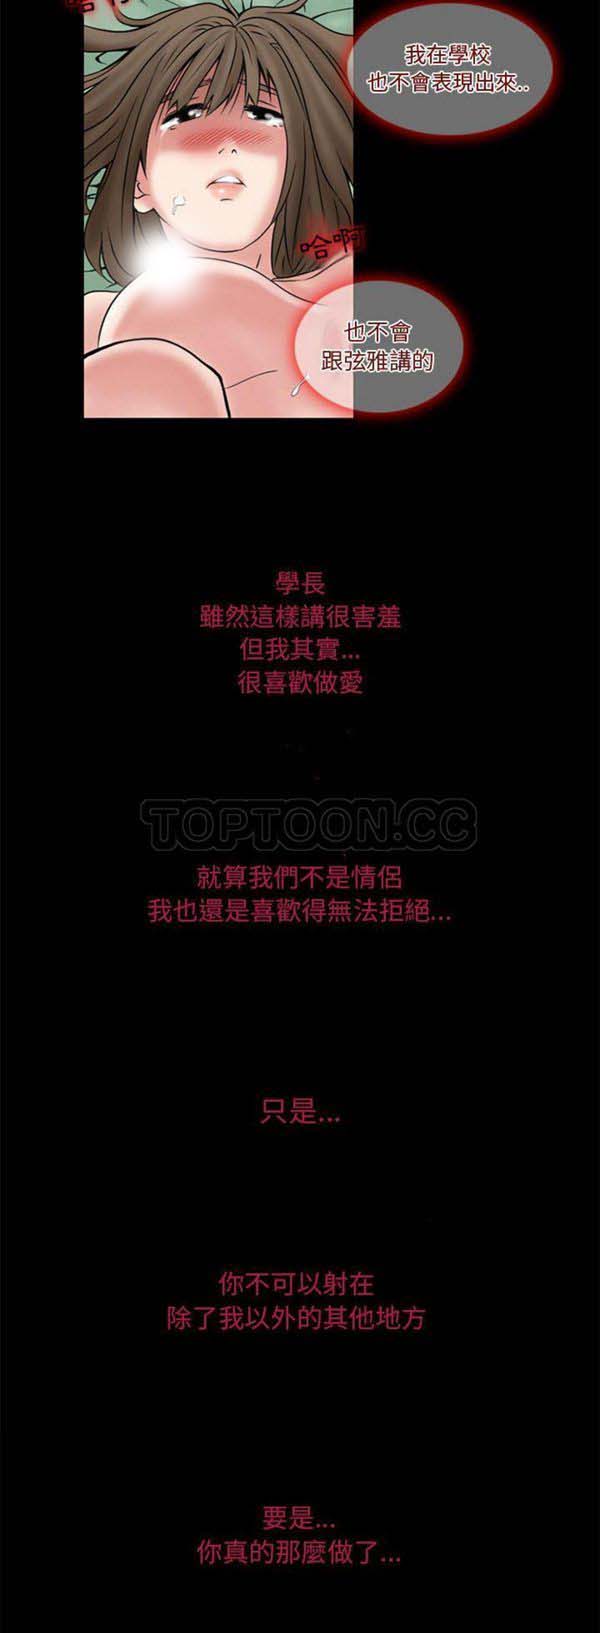 哈啊
我在學校
也不會表現出來..
哈啊
也不會
跟弦雅講的
學長
雖然這樣講很害羞
但我其實...
很喜歡做愛
TOPTOON.CC
就算我們不是情侶
我也還是喜歡得無法拒絕...
只是...
你不可以射在
除了我以外的其他地方
要是...
你真的那麼做了...